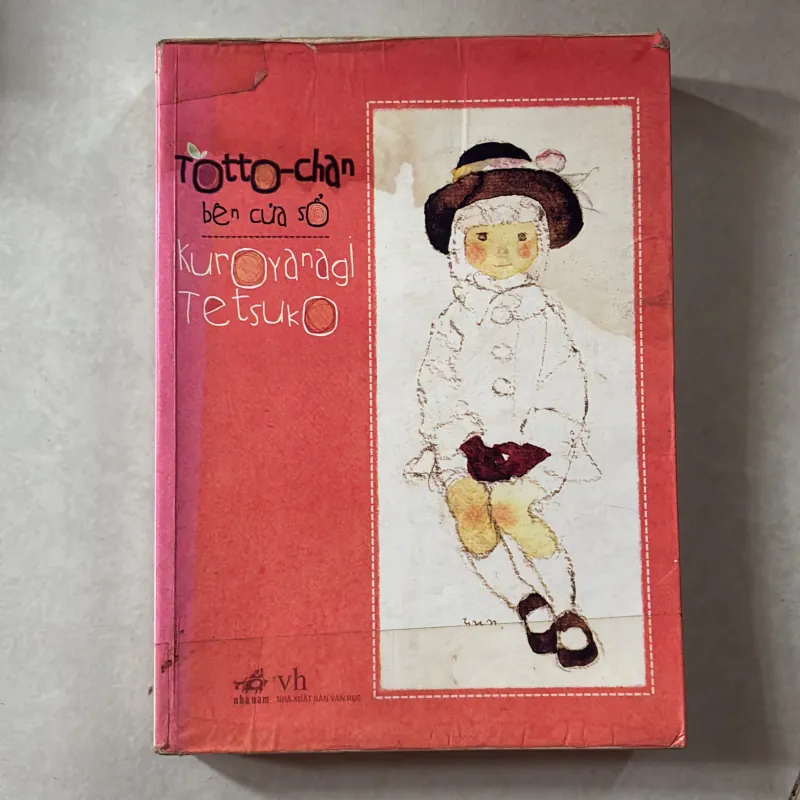 Totto-chan
bên cửa sổ
Kuroyanagi
Tetsuko
nhã nam
vh
NHÀ XUẤT BẢN VĂN HỌC